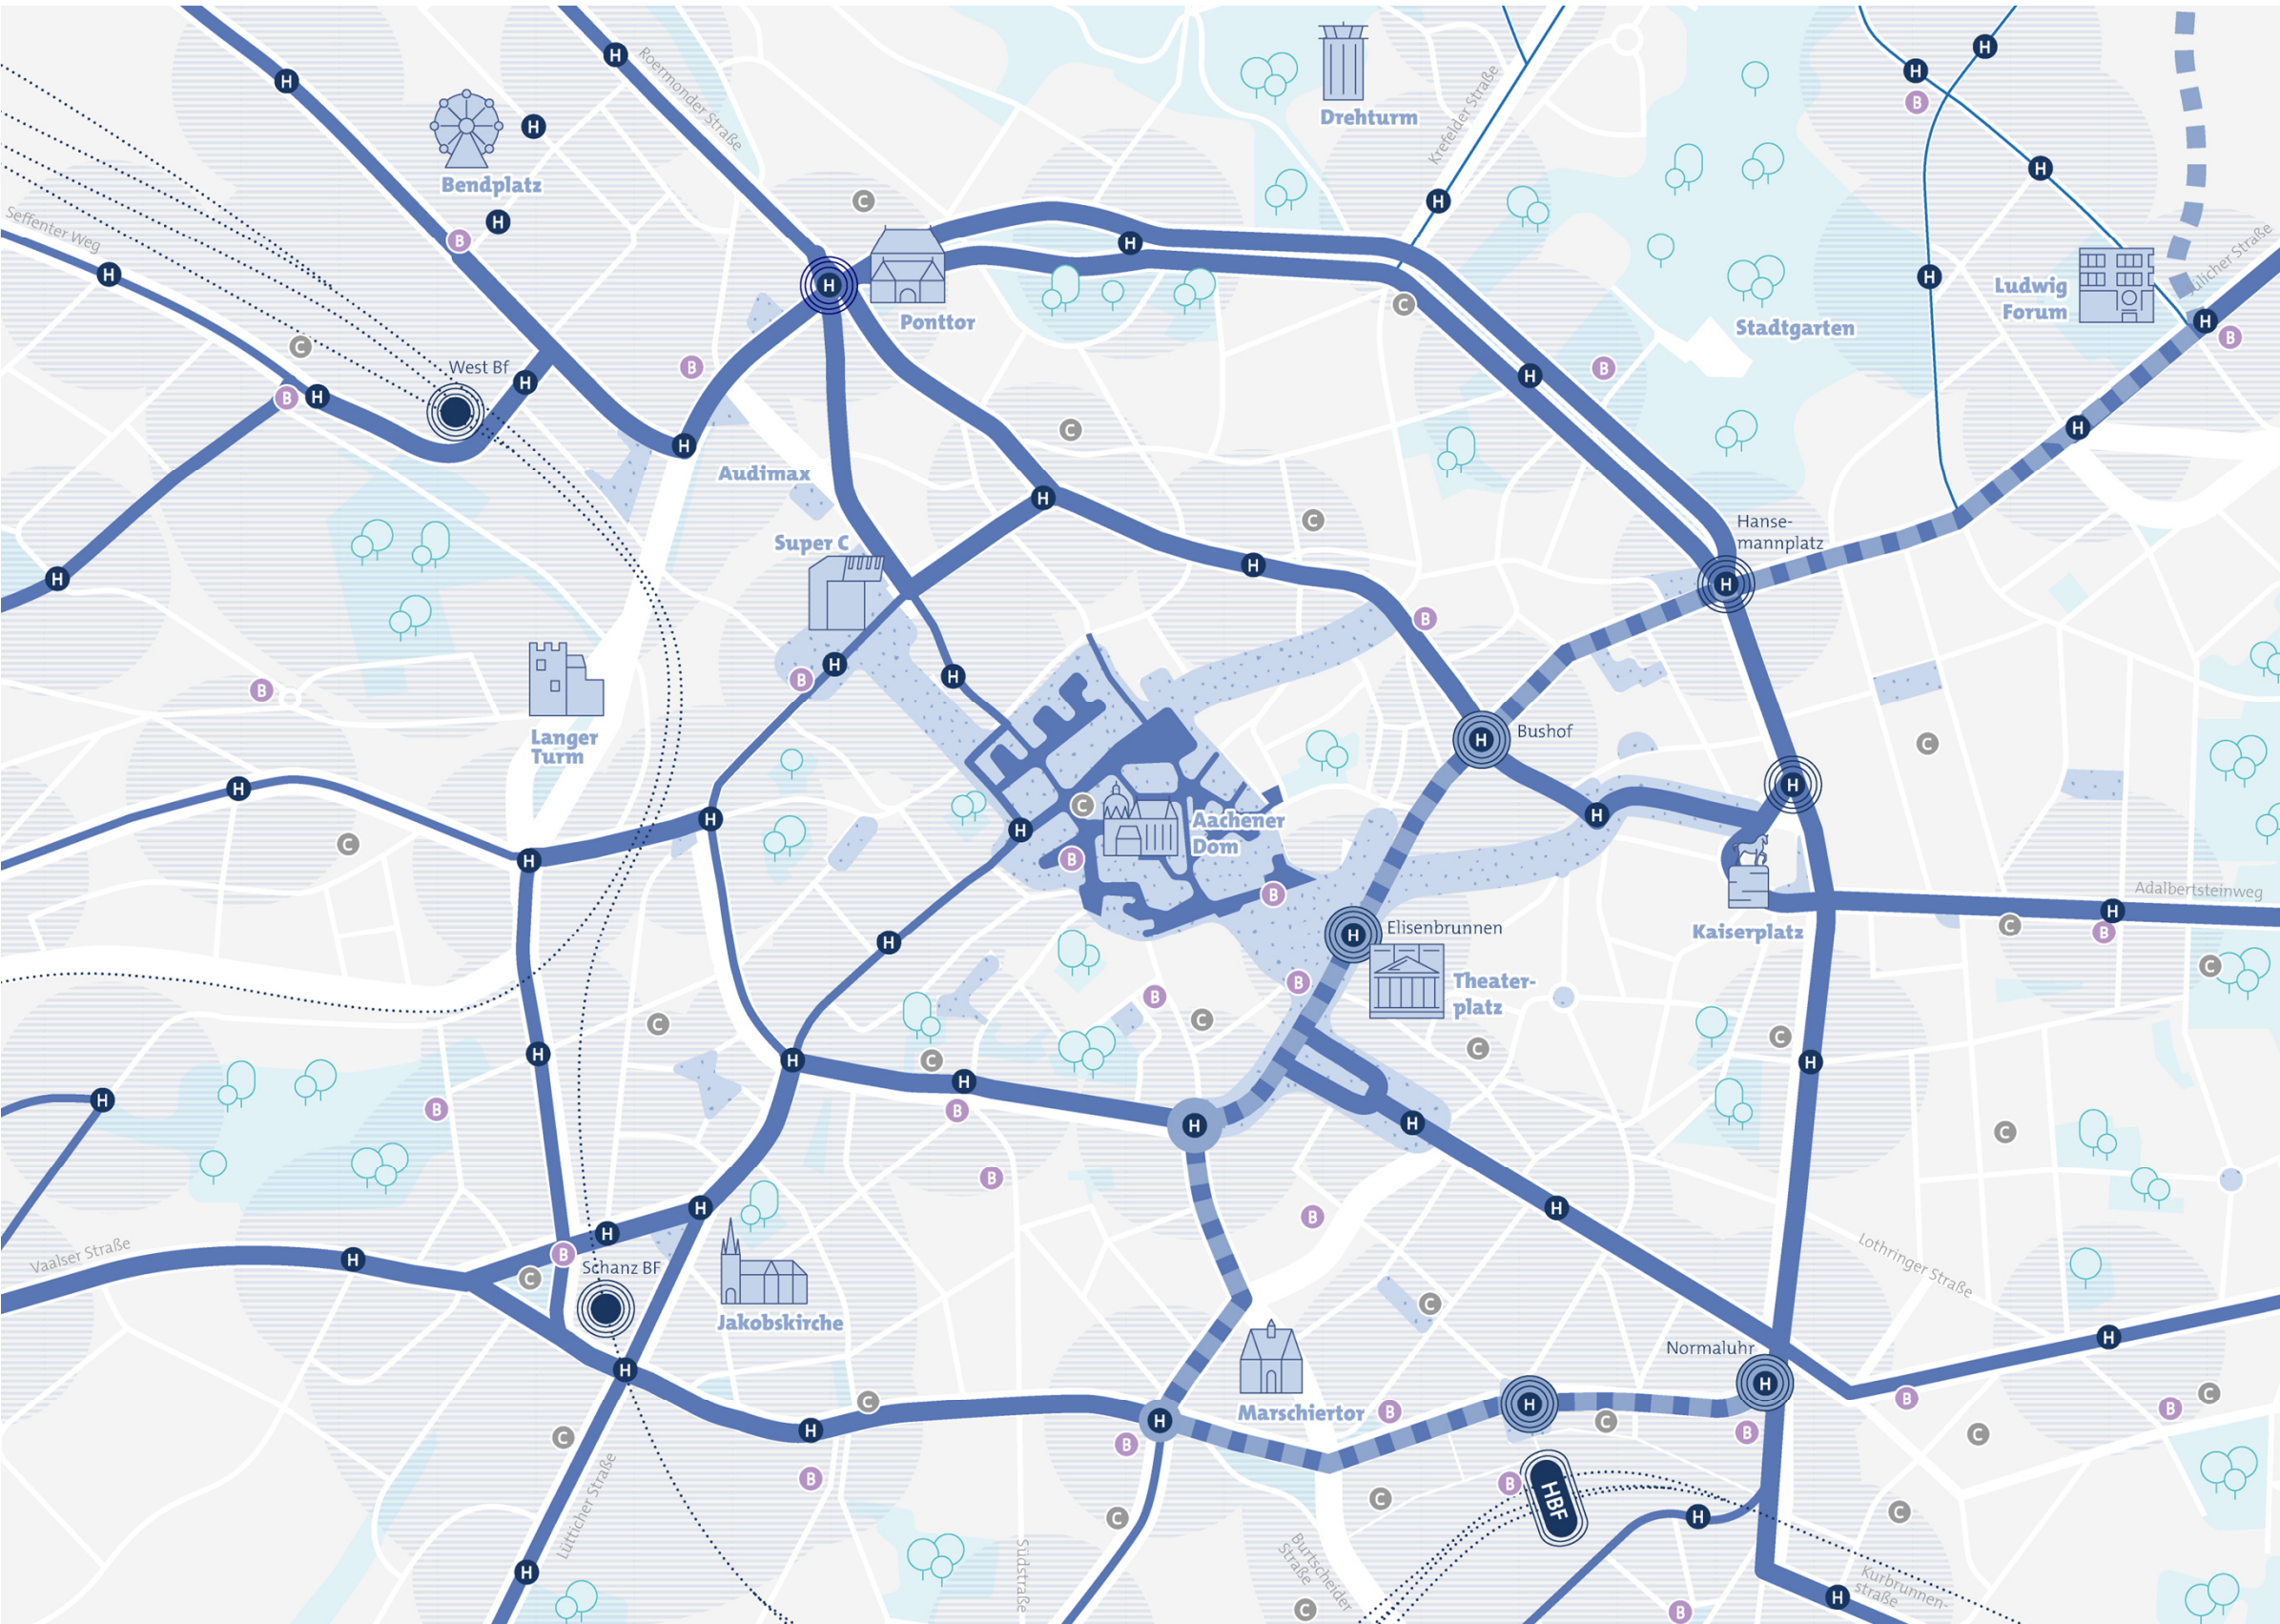 Roermonder Straße
Drehturm
Krefelder Straße
Bendplatz
Seffenter Weg
Jülicher Straße
Ludwig
Forum
Ponttor
Stadtgarten
West Bf
Audimax
Hanse-
mannplatz
Super C
Langer
Turm
Bushof
Aachener
Dom
Adalbertsteinweg
Kaiserplatz
Elisenbrunnen
Theater-
platz
Vaalser Straße
Schanz BF
Jakobskirche
Lothringer Straße
Normaluhr
Marschiertor
HBF
Lütticher Straße
Südstraße
Burtscheider
Straße
Kurbrunnen-
straße